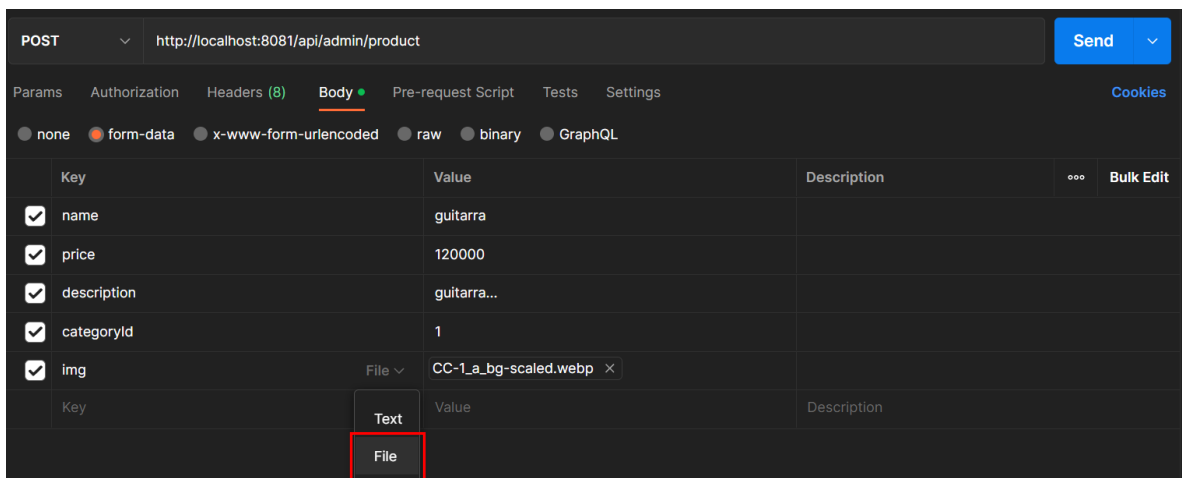 POST http://localhost:8081/api/admin/product Send
Params Authorization Headers (8) Body Pre-request Script Tests Settings Cookies
none form-data x-www-form-urlencoded raw binary GraphQL
Key Value Description ooo Bulk Edit
name guitarra
price 120000
description guitarra...
categoryId 1
img File CC-1_a_bg-scaled.webp ×
Key Value Description
Text
File